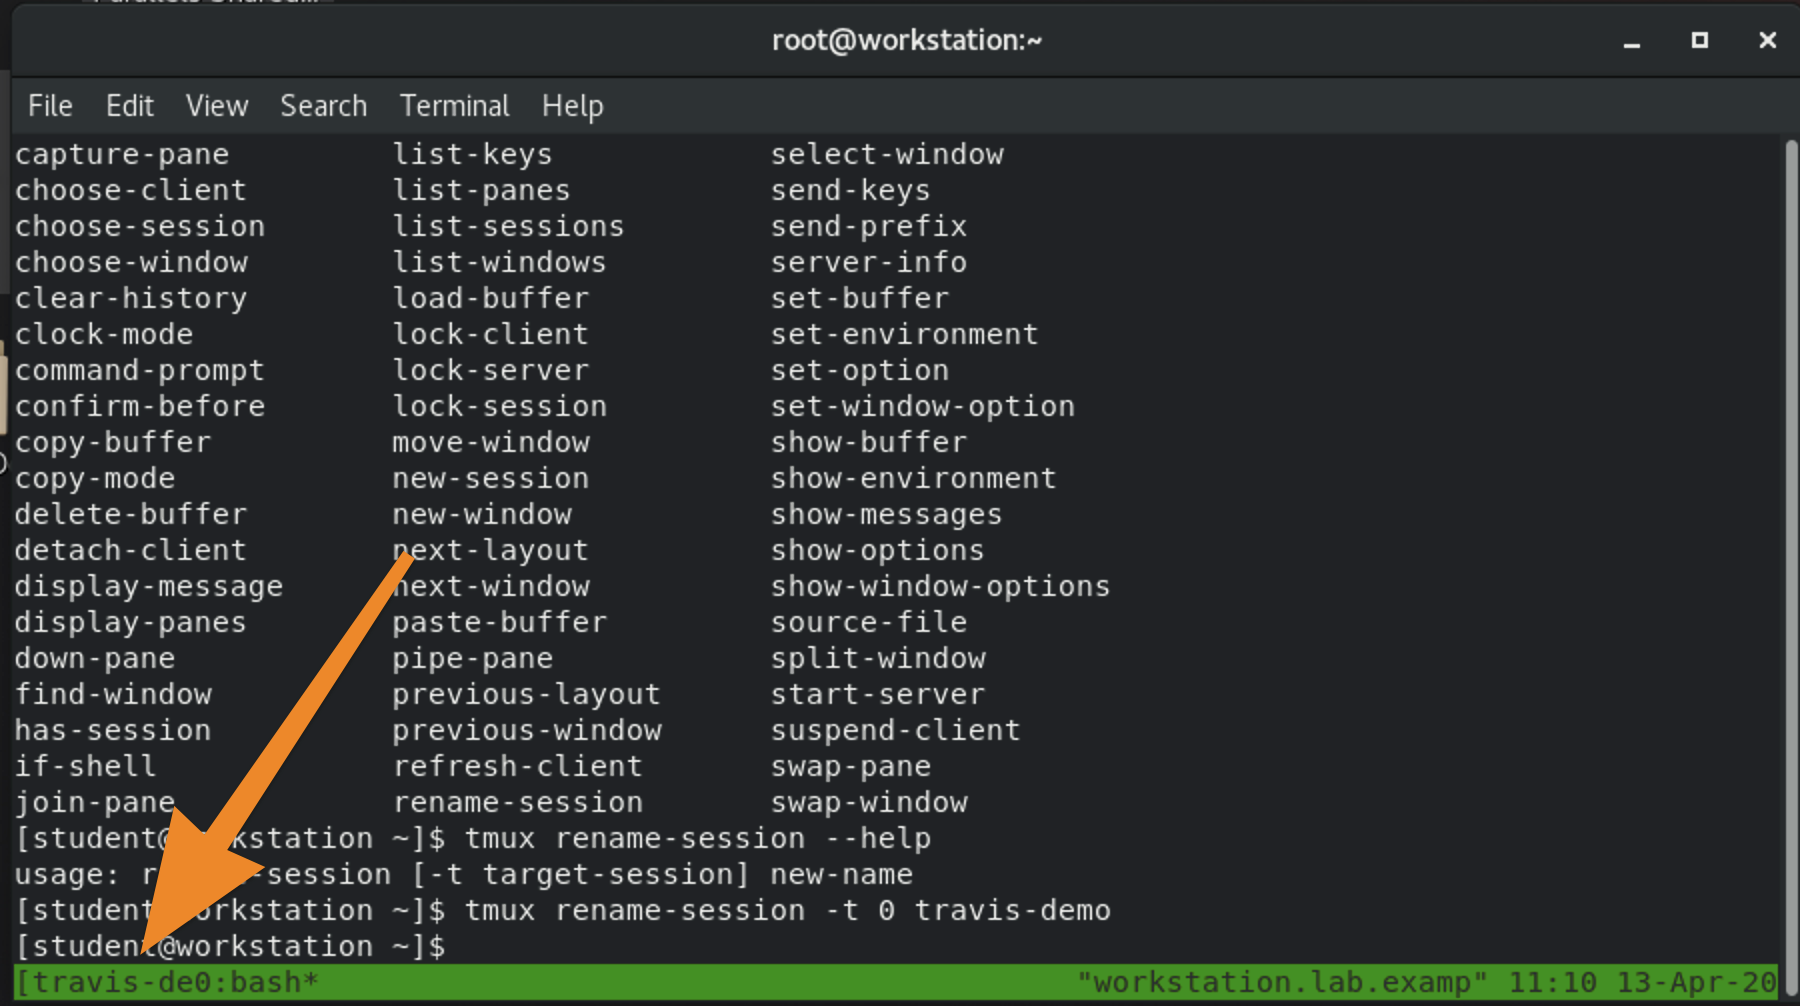 root@workstation:~
File Edit View Search Terminal Help
capture-pane list-keys select-window
choose-client list-panes send-keys
choose-session list-sessions send-prefix
choose-window list-windows server-info
clear-history load-buffer set-buffer
clock-mode lock-client set-environment
command-prompt lock-server set-option
confirm-before lock-session set-window-option
copy-buffer move-window show-buffer
copy-mode new-session show-environment
delete-buffer new-window show-messages
detach-client next-layout show-options
display-message next-window show-window-options
display-panes paste-buffer source-file
down-pane pipe-pane split-window
find-window previous-layout start-server
has-session previous-window suspend-client
if-shell refresh-client swap-pane
join-pane rename-session swap-window
[student@workstation ~]$ tmux rename-session --help
usage: rename-session [-t target-session] new-name
[student@workstation ~]$ tmux rename-session -t 0 travis-demo
[student@workstation ~]$
[travis-de0:bash* "workstation.lab.examp" 11:10 13-Apr-20